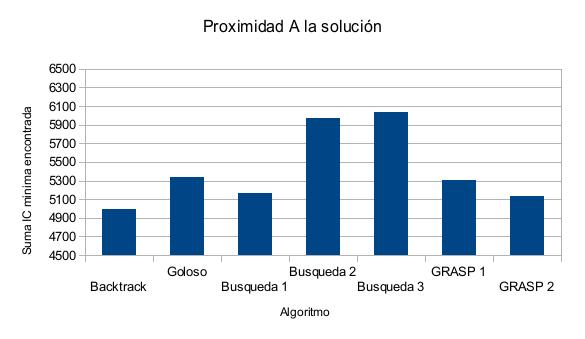 Proximidad A la solución
Suma IC minima encontrada
6500
6300
6100
5900
5700
5500
5300
5100
4900
4700
4500
Backtrack
Goloso
Busqueda 1
Busqueda 2
Busqueda 3
GRASP 1
GRASP 2
Algoritmo